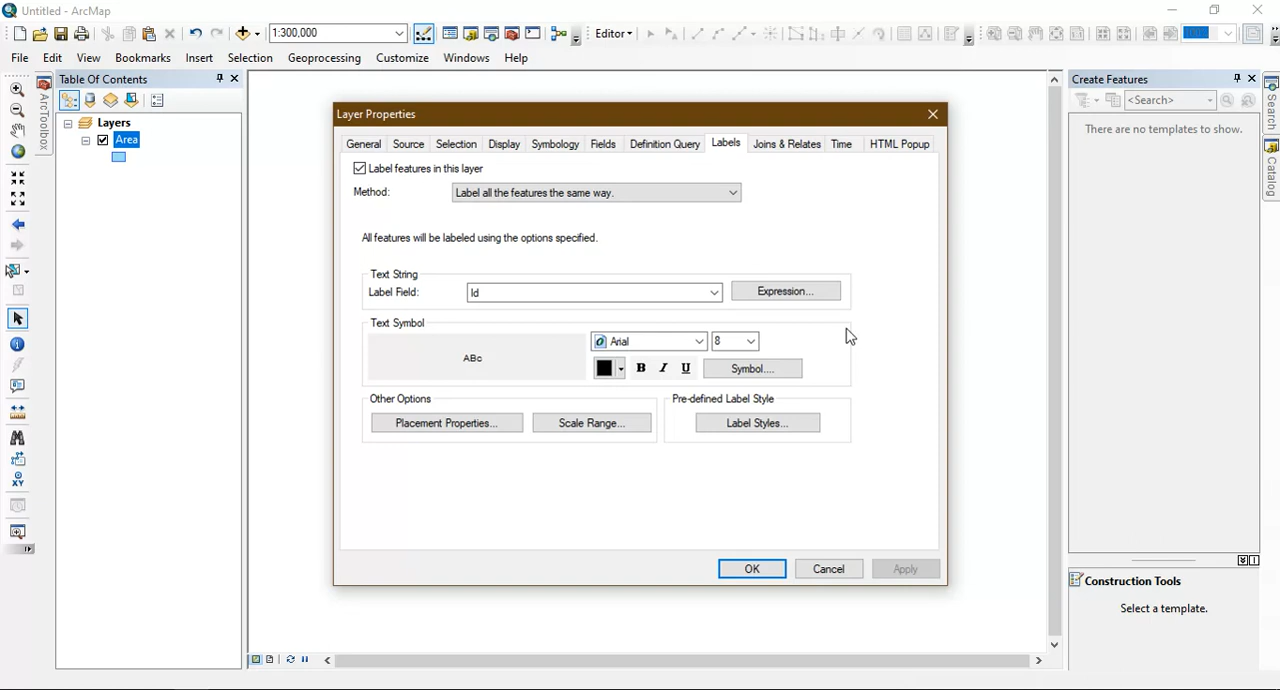 Untitled - ArcMap
1:300,000
Editor
File Edit View Bookmarks Insert Selection Geoprocessing Customize Windows Help
Table Of Contents
ArcToolbox
Layers
Area
Layer Properties
General Source Selection Display Symbology Fields Definition Query Labels Joins & Relates Time HTML Popup
Label features in this layer
Method: Label all the features the same way.
All features will be labeled using the options specified.
Text String
Label Field: Id Expression...
Text Symbol
ABc
Arial 8
B I U Symbol....
Other Options
Placement Properties... Scale Range...
Pre-defined Label Style
Label Styles...
OK Cancel Apply
Create Features
<Search>
There are no templates to show.
Construction Tools
Select a template.
Search
Catalog
XY